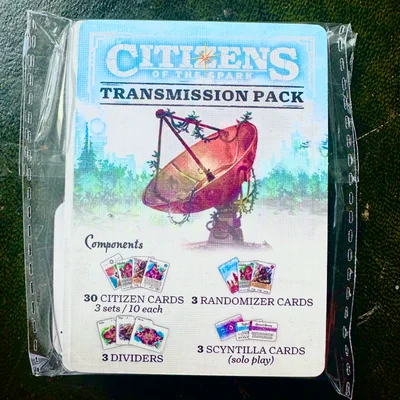 CITIZENS
OF THE SPARK
TRANSMISSION PACK
Components
30 CITIZEN CARDS
3 sets / 10 each
3 RANDOMIZER CARDS
3 DIVIDERS
3 SCYNTILLA CARDS
(solo play)